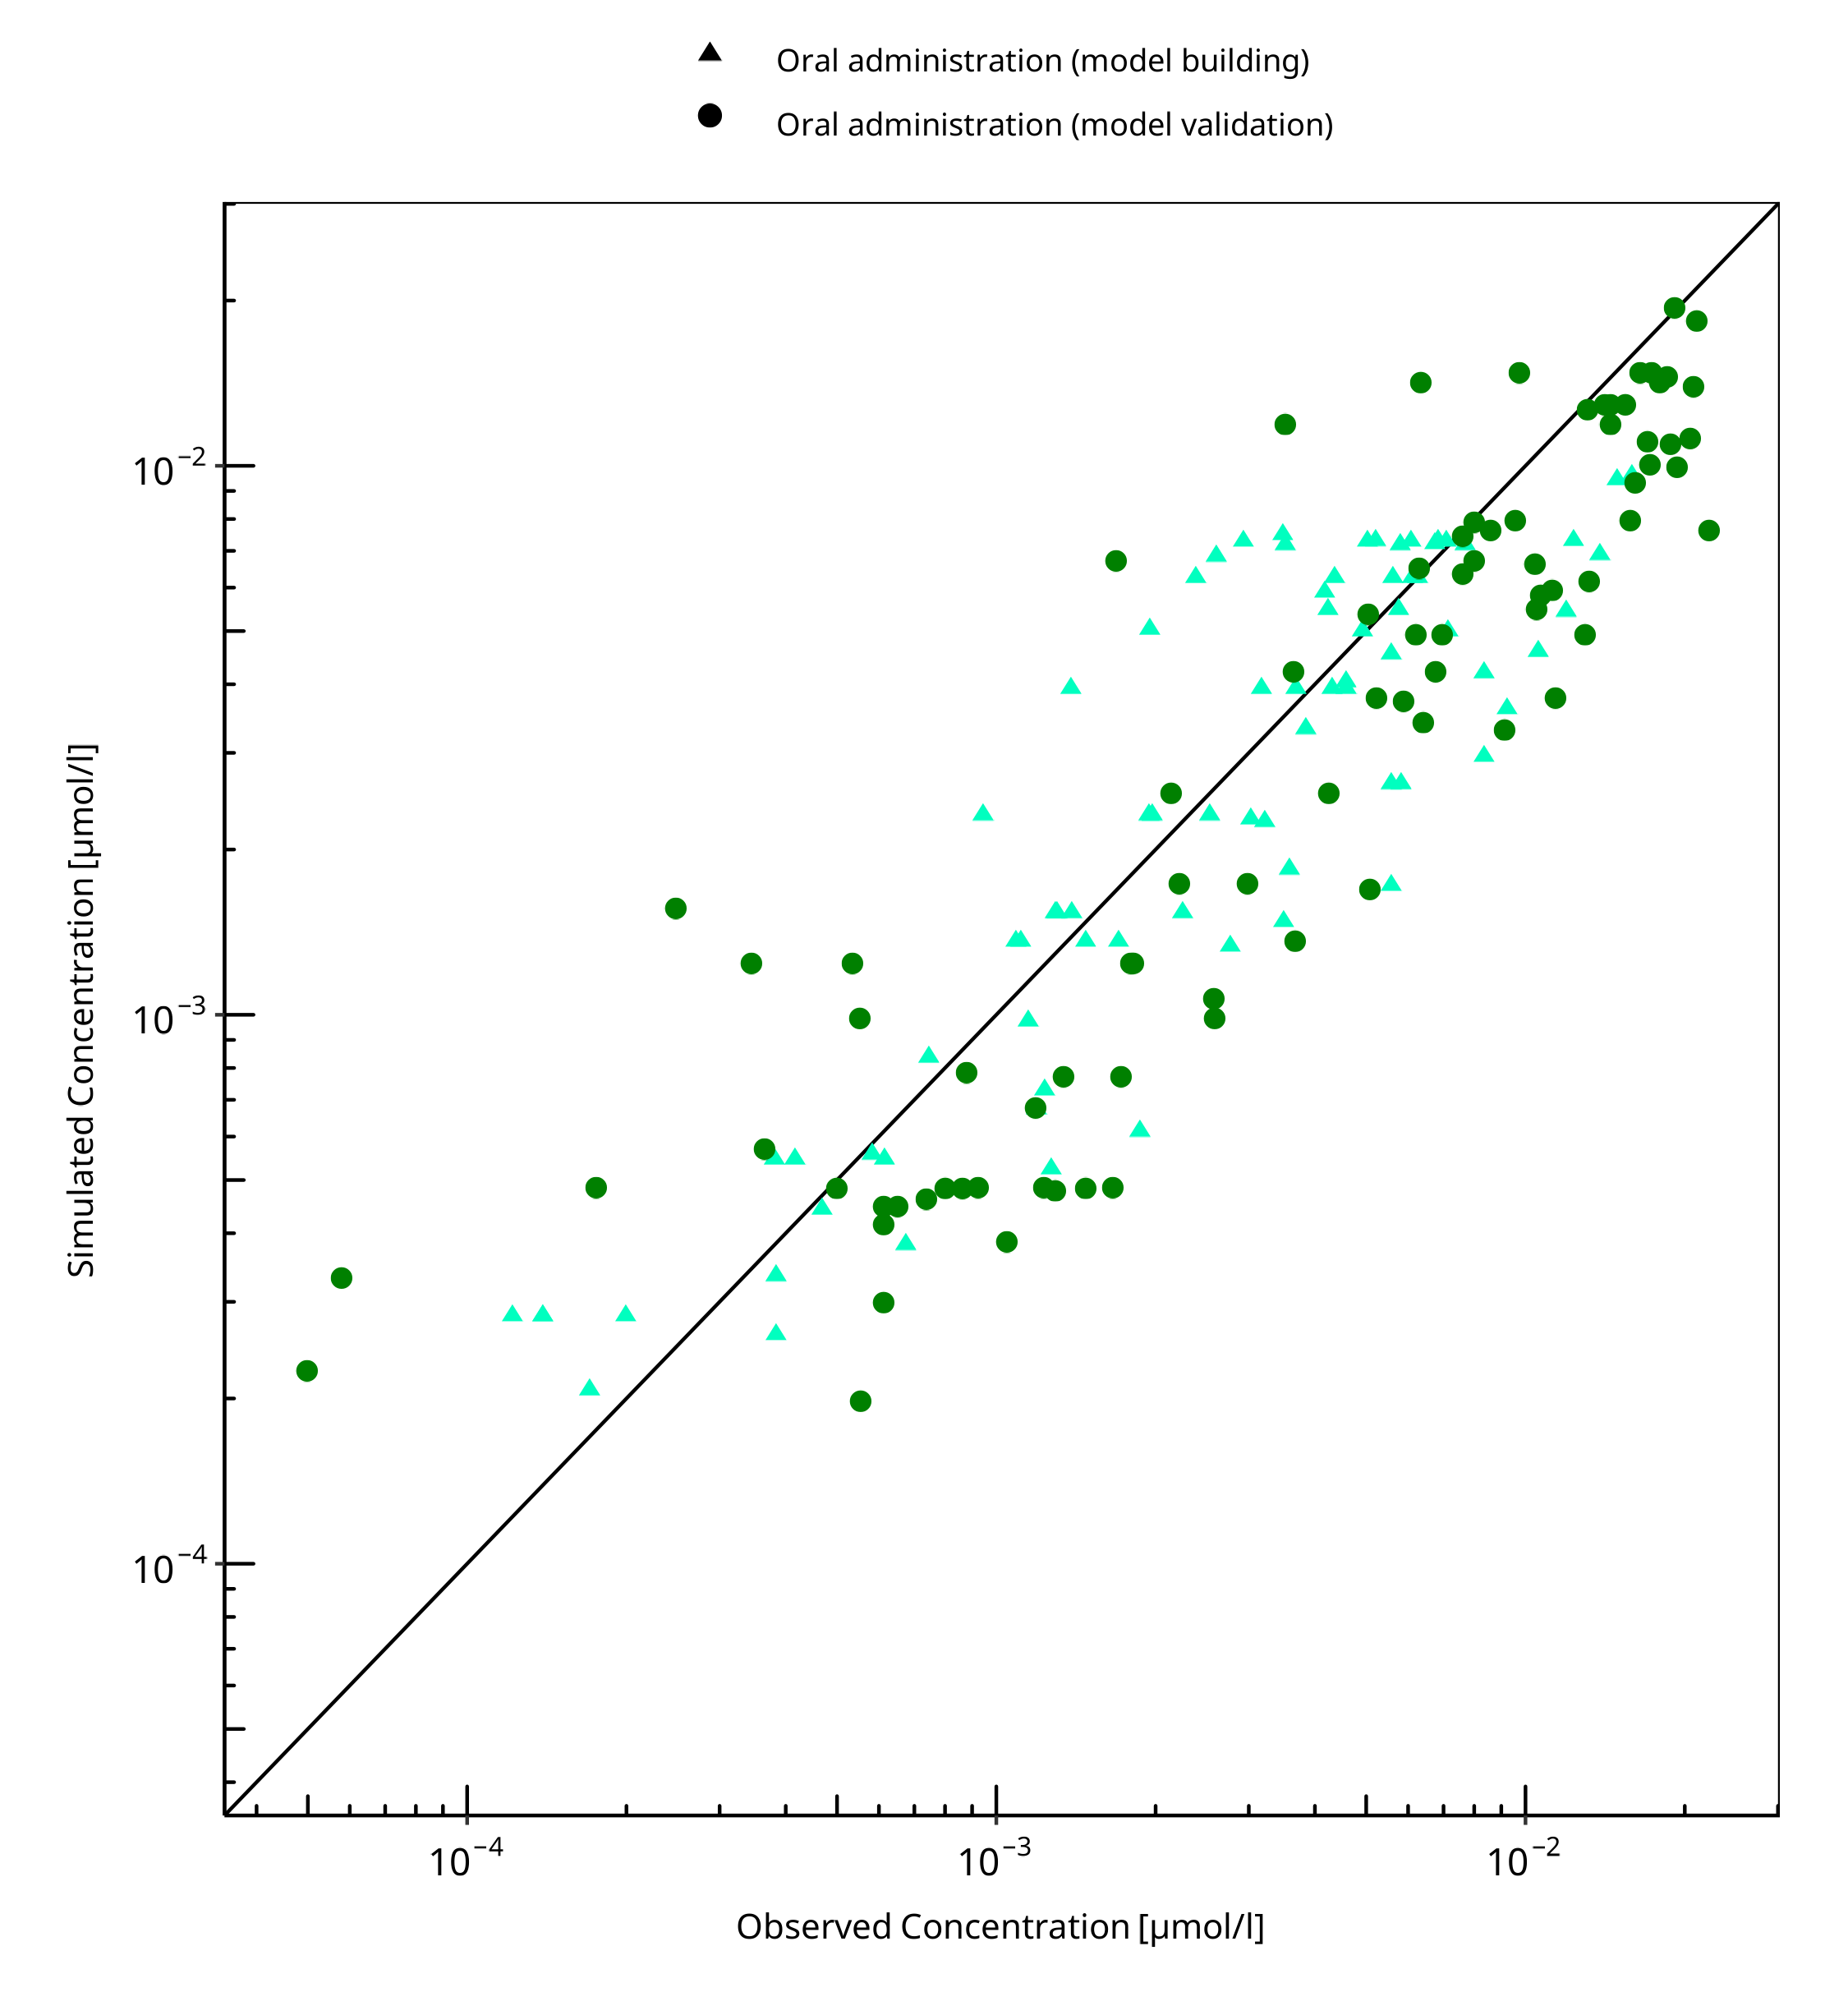 Oral administration (model building)
Oral administration (model validation)
Simulated Concentration [µmol/l]
10⁻²
10⁻³
10⁻⁴
10⁻⁴ 10⁻³ 10⁻²
Observed Concentration [µmol/l]